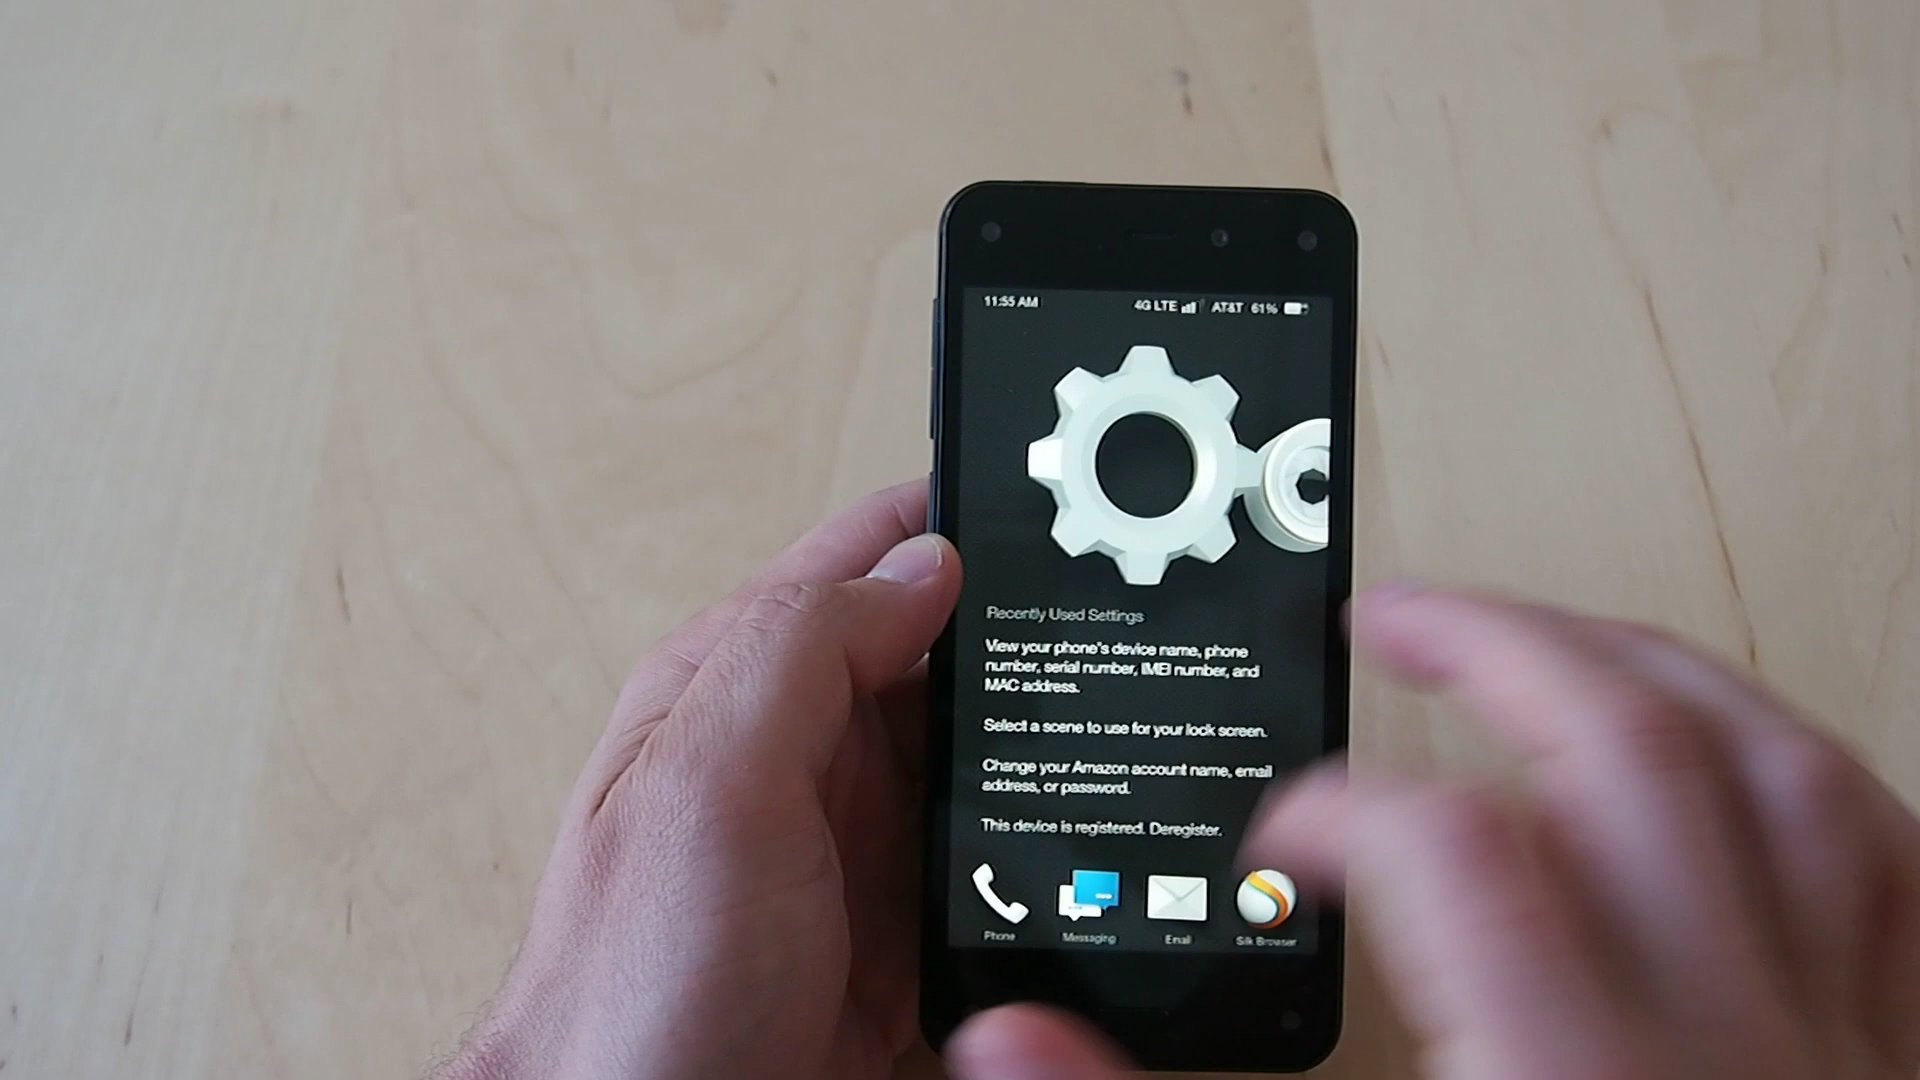 11:55 AM 4G LTE AT&T 61%
Recently Used Settings
View your phone's device name, phone
number, serial number, IMEI number, and
MAC address.
Select a scene to use for your lock screen.
Change your Amazon account name, email
address, or password.
This device is registered. Deregister.
Phone Messaging Email Silk Browser